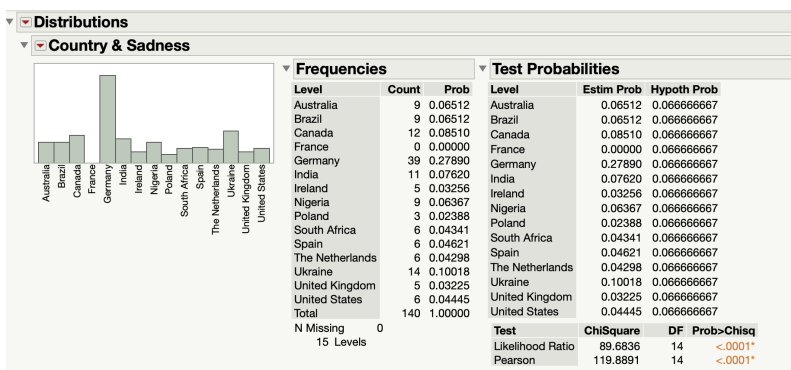 Distributions
Country & Sadness
Australia
Brazil
Canada
France
Germany
India
Ireland
Nigeria
Poland
South Africa
Spain
The Netherlands
Ukraine
United Kingdom
United States
Frequencies
Level Count Prob
Australia 9 0.06512
Brazil 9 0.06512
Canada 12 0.08510
France 0 0.00000
Germany 39 0.27890
India 11 0.07620
Ireland 5 0.03256
Nigeria 9 0.06367
Poland 3 0.02388
South Africa 6 0.04341
Spain 6 0.04621
The Netherlands 6 0.04298
Ukraine 14 0.10018
United Kingdom 5 0.03225
United States 6 0.04445
Total 140 1.00000
N Missing 0
15 Levels
Test Probabilities
Level Estim Prob Hypoth Prob
Australia 0.06512 0.066666667
Brazil 0.06512 0.066666667
Canada 0.08510 0.066666667
France 0.00000 0.066666667
Germany 0.27890 0.066666667
India 0.07620 0.066666667
Ireland 0.03256 0.066666667
Nigeria 0.06367 0.066666667
Poland 0.02388 0.066666667
South Africa 0.04341 0.066666667
Spain 0.04621 0.066666667
The Netherlands 0.04298 0.066666667
Ukraine 0.10018 0.066666667
United Kingdom 0.03225 0.066666667
United States 0.04445 0.066666667
Test ChiSquare DF Prob>Chisq
Likelihood Ratio 89.6836 14 <.0001*
Pearson 119.8891 14 <.0001*